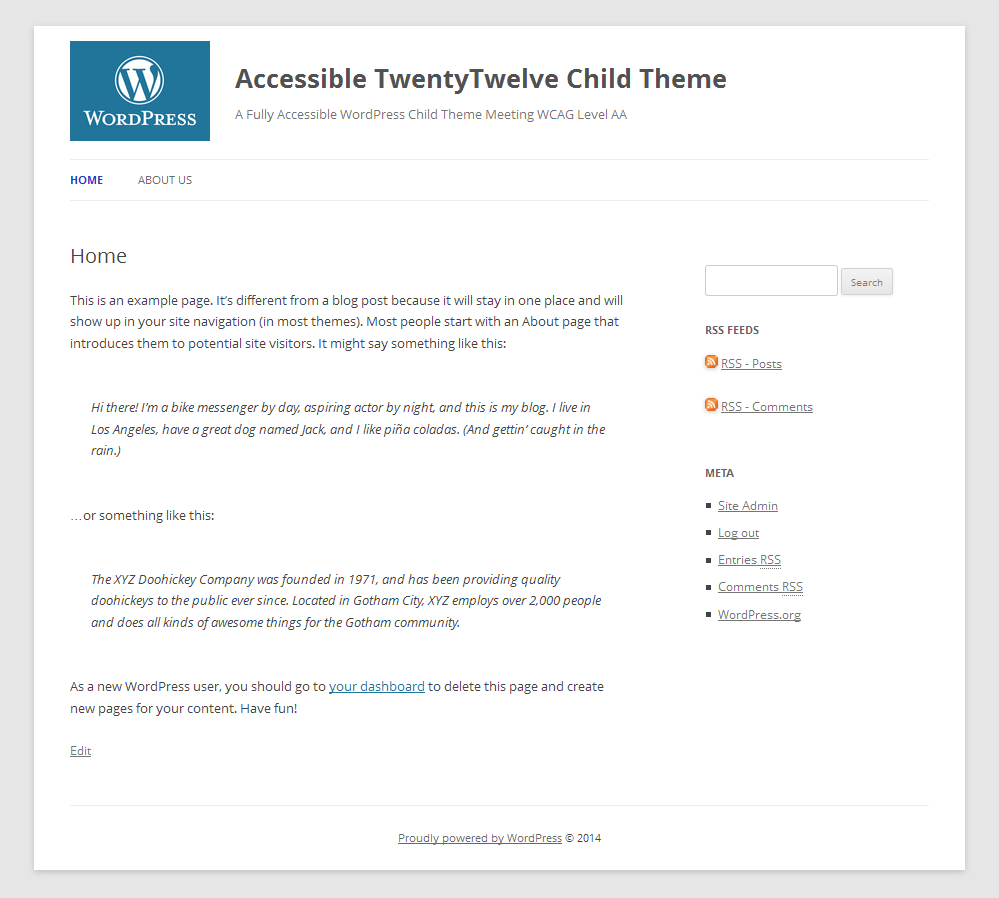 WORDPRESS
Accessible TwentyTwelve Child Theme
A Fully Accessible WordPress Child Theme Meeting WCAG Level AA
HOME ABOUT US
Home
This is an example page. It’s different from a blog post because it will stay in one place and will
show up in your site navigation (in most themes). Most people start with an About page that
introduces them to potential site visitors. It might say something like this:
Hi there! I’m a bike messenger by day, aspiring actor by night, and this is my blog. I live in
Los Angeles, have a great dog named Jack, and I like piña coladas. (And gettin’ caught in the
rain.)
…or something like this:
The XYZ Doohickey Company was founded in 1971, and has been providing quality
doohickeys to the public ever since. Located in Gotham City, XYZ employs over 2,000 people
and does all kinds of awesome things for the Gotham community.
As a new WordPress user, you should go to your dashboard to delete this page and create
new pages for your content. Have fun!
Edit
Search
RSS FEEDS
RSS - Posts
RSS - Comments
META
Site Admin
Log out
Entries RSS
Comments RSS
WordPress.org
Proudly powered by WordPress © 2014